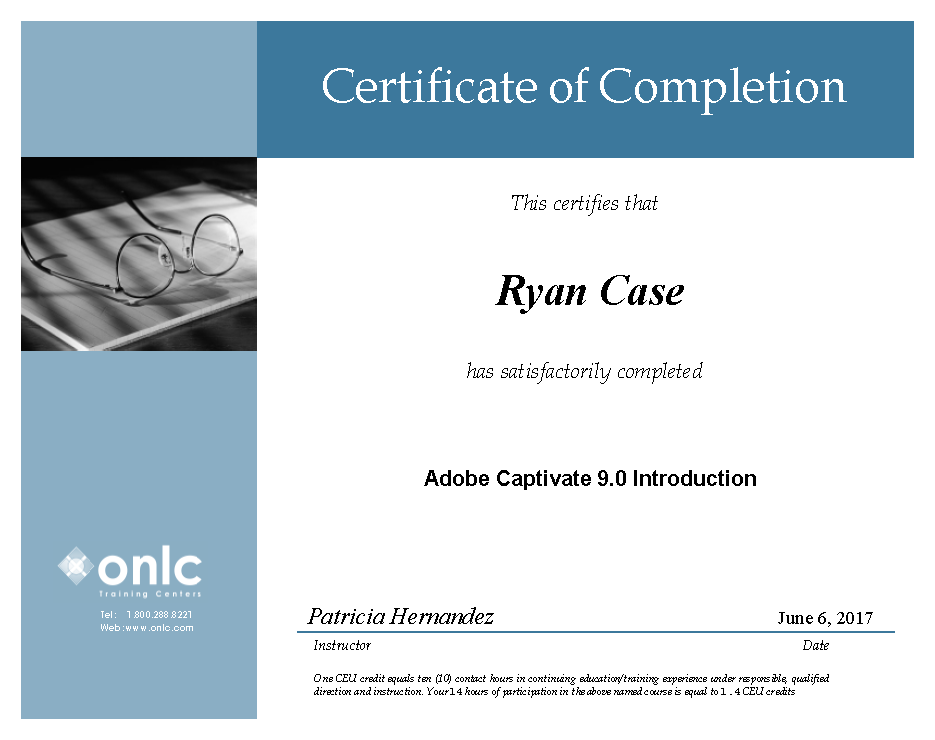 Certificate of Completion
This certifies that
Ryan Case
has satisfactorily completed
Adobe Captivate 9.0 Introduction
onlc
Training Centers
Tel: 1.800.288.8221
Web:www.onlc.com
Patricia Hernandez June 6, 2017
Instructor Date
One CEU credit equals ten (10) contact hours in continuing education/training experience under responsible, qualified
direction and instruction. Your 14 hours of participation in the above named course is equal to 1.4 CEU credits